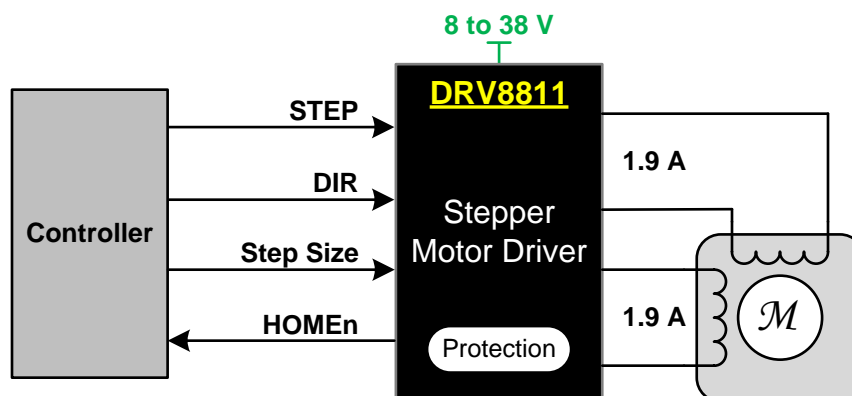 8 to 38 V
DRV8811
STEP
1.9 A
DIR
Controller
Stepper
Motor Driver
Step Size
HOMEn
1.9 A
M
Protection